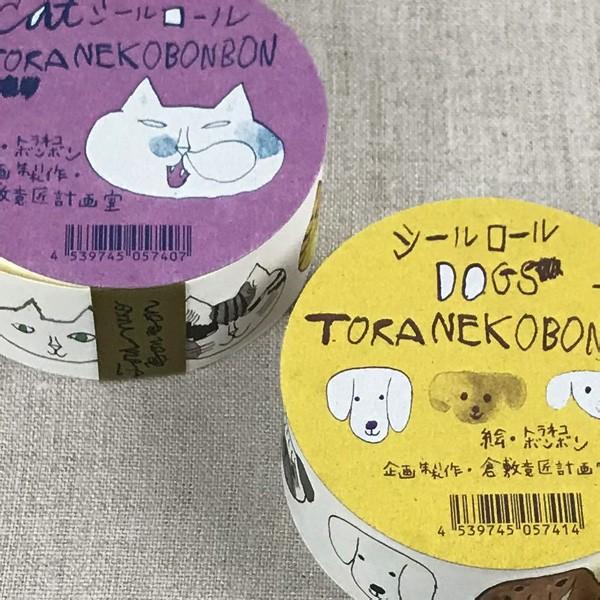 Cat シールロール
TORANEKOBONBON
トラネコ
ボンボン
画製作・
敷意匠計画室
4 539745 057407
シールロール
DOGS
TORANEKOBON
絵・トラネコ
ボンボン
企画製作・倉敷意匠計画
4 539745 057414